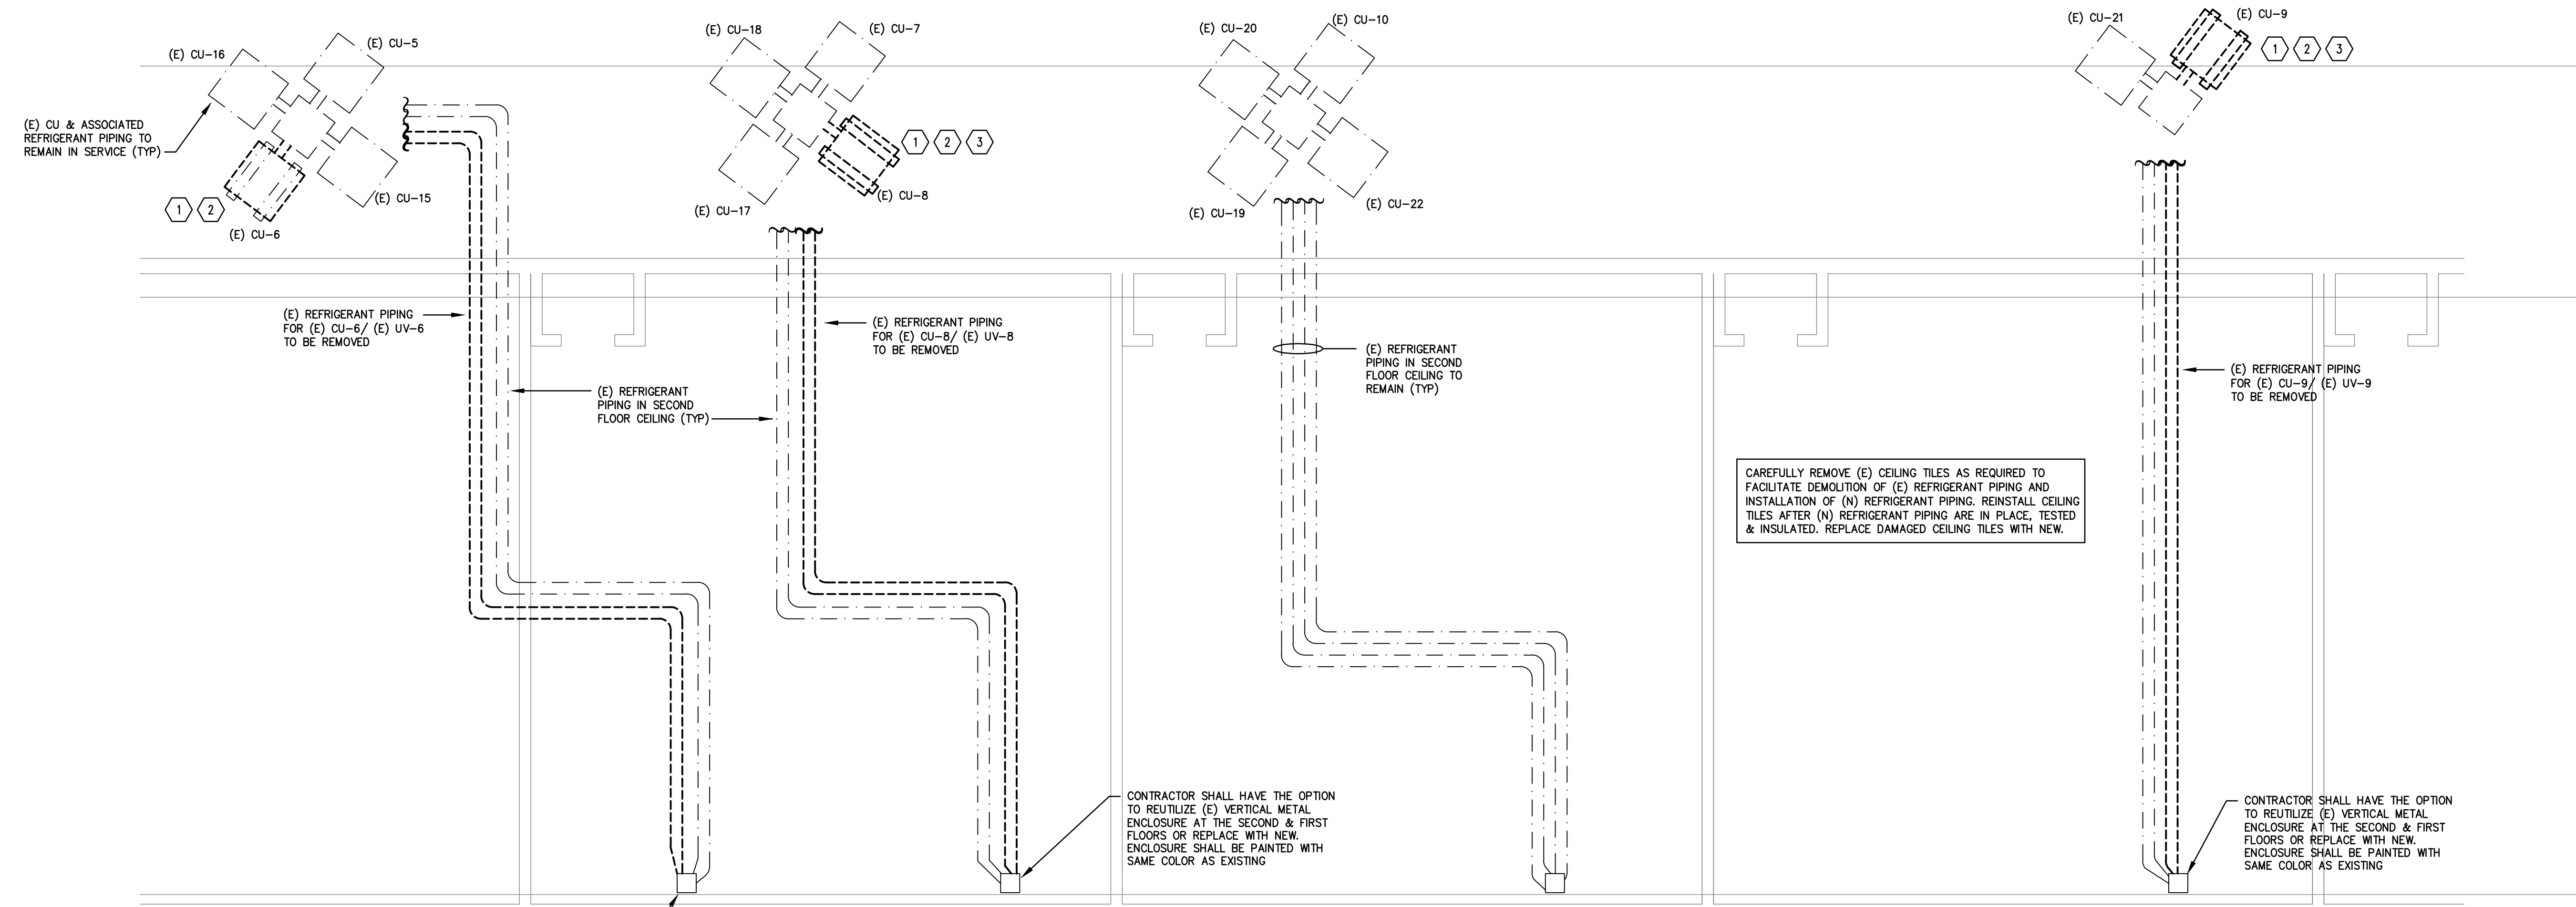 (E) CU-16
(E) CU-5
(E) CU & ASSOCIATED
REFRIGERANT PIPING TO
REMAIN IN SERVICE (TYP)
(E) CU-15
1 2
(E) CU-6
(E) CU-18
(E) CU-7
1 2 3
(E) CU-8
(E) CU-17
(E) CU-20
(E) CU-10
(E) CU-19
(E) CU-22
(E) CU-21
(E) CU-9
1 2 3
(E) REFRIGERANT PIPING
FOR (E) CU-6/ (E) UV-6
TO BE REMOVED
(E) REFRIGERANT
PIPING IN SECOND
FLOOR CEILING (TYP)
(E) REFRIGERANT PIPING
FOR (E) CU-8/ (E) UV-8
TO BE REMOVED
(E) REFRIGERANT
PIPING IN SECOND
FLOOR CEILING TO
REMAIN (TYP)
(E) REFRIGERANT PIPING
FOR (E) CU-9/ (E) UV-9
TO BE REMOVED
CAREFULLY REMOVE (E) CEILING TILES AS REQUIRED TO
FACILITATE DEMOLITION OF (E) REFRIGERANT PIPING AND
INSTALLATION OF (N) REFRIGERANT PIPING. REINSTALL CEILING
TILES AFTER (N) REFRIGERANT PIPING ARE IN PLACE, TESTED
& INSULATED. REPLACE DAMAGED CEILING TILES WITH NEW.
CONTRACTOR SHALL HAVE THE OPTION
TO REUTILIZE (E) VERTICAL METAL
ENCLOSURE AT THE SECOND & FIRST
FLOORS OR REPLACE WITH NEW.
ENCLOSURE SHALL BE PAINTED WITH
SAME COLOR AS EXISTING
CONTRACTOR SHALL HAVE THE OPTION
TO REUTILIZE (E) VERTICAL METAL
ENCLOSURE AT THE SECOND & FIRST
FLOORS OR REPLACE WITH NEW.
ENCLOSURE SHALL BE PAINTED WITH
SAME COLOR AS EXISTING